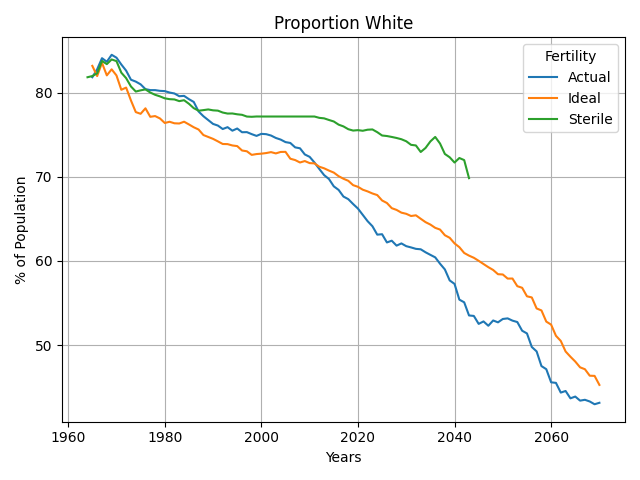 Proportion White
Fertility
Actual
Ideal
Sterile
% of Population
80
70
60
50
1960 1980 2000 2020 2040 2060
Years